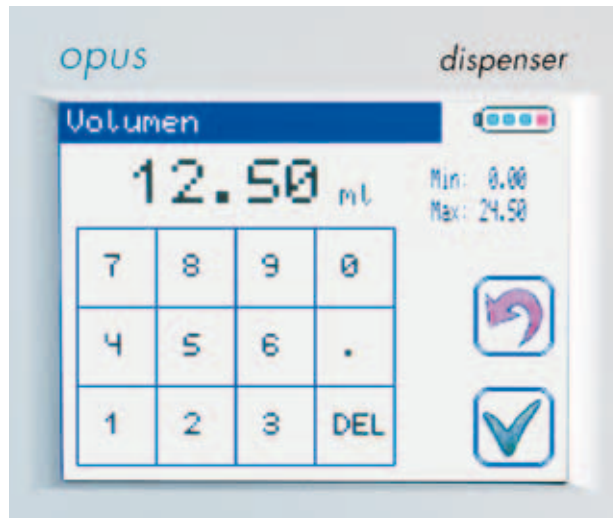 opus dispenser
Volumen
12.50 ml
Min: 0.00
Max: 24.50
7 8 9 0
4 5 6 .
1 2 3 DEL